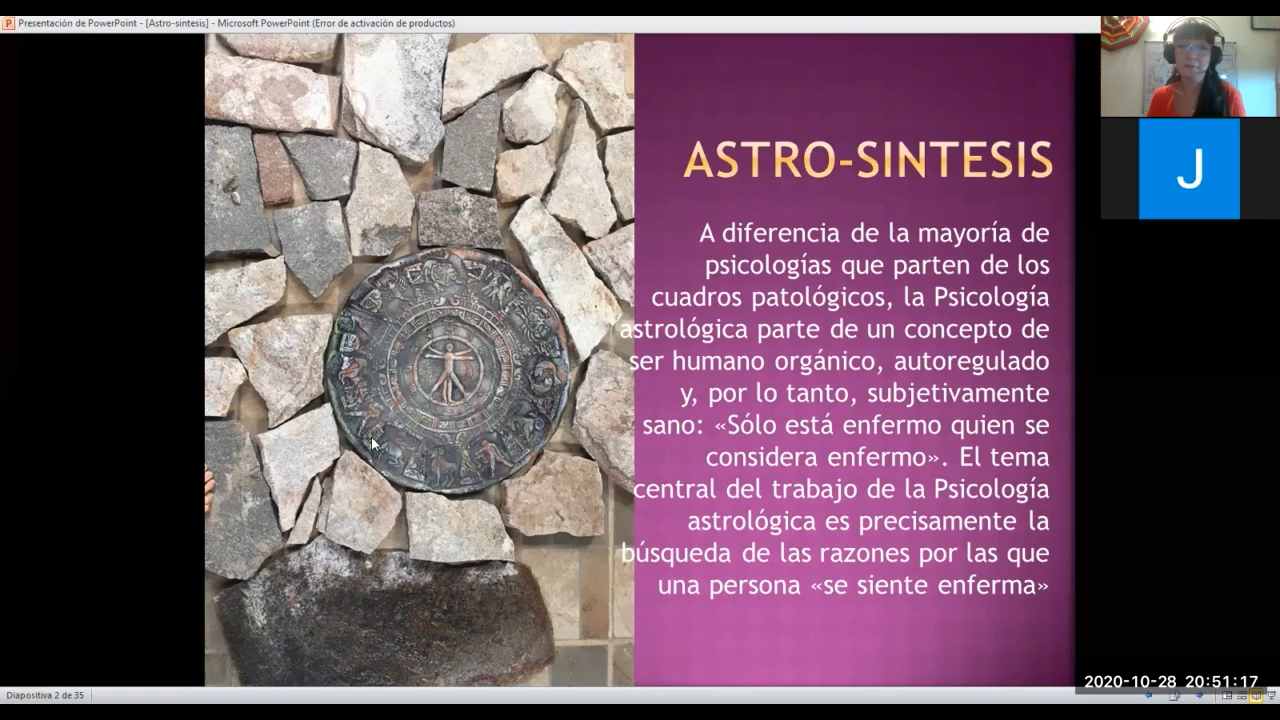 Presentación de PowerPoint - [Astro-sintesis] - Microsoft PowerPoint (Error de activación de productos)
J
ASTRO-SINTESIS
A diferencia de la mayoría de
psicologías que parten de los
cuadros patológicos, la Psicología
astrológica parte de un concepto de
ser humano orgánico, autoregulado
y, por lo tanto, subjetivamente
sano: «Sólo está enfermo quien se
considera enfermo». El tema
central del trabajo de la Psicología
astrológica es precisamente la
búsqueda de las razones por las que
una persona «se siente enferma»
2020-10-28 20:51:17
Diapositiva 2 de 35